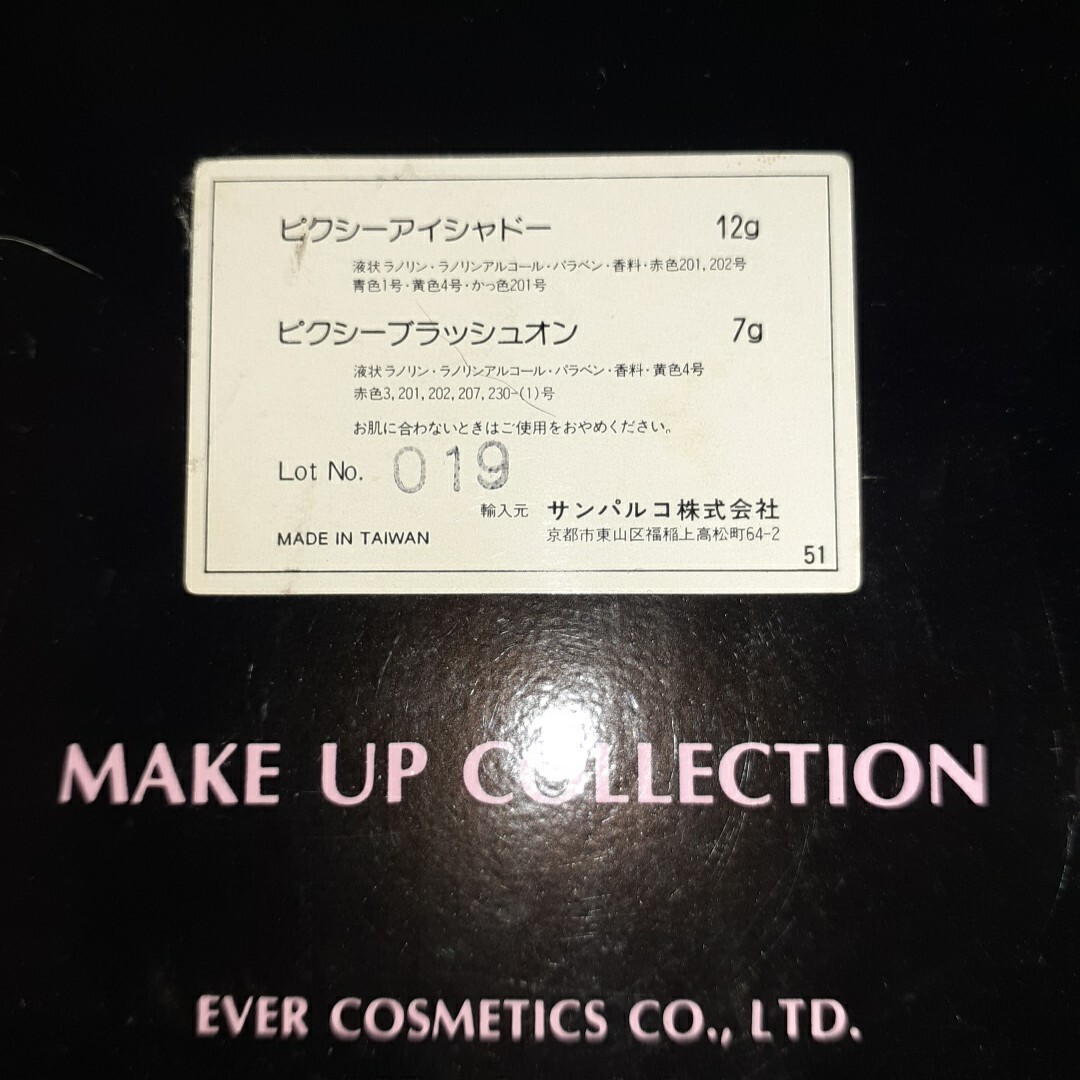 ピクシーアイシャドー 12g
液状ラノリン・ラノリンアルコール・パラベン・香料・赤色201, 202号
青色1号・黄色4号・かっ色201号
ピクシーブラッシュオン 7g
液状ラノリン・ラノリンアルコール・パラベン・香料・黄色4号
赤色3, 201, 202, 207, 230-(1)号
お肌に合わないときはご使用をおやめください。
Lot No. 019
輸入元 サンパルコ株式会社
MADE IN TAIWAN 京都市東山区福稲上高松町64-2
51
MAKE UP COLLECTION
EVER COSMETICS CO., LTD.